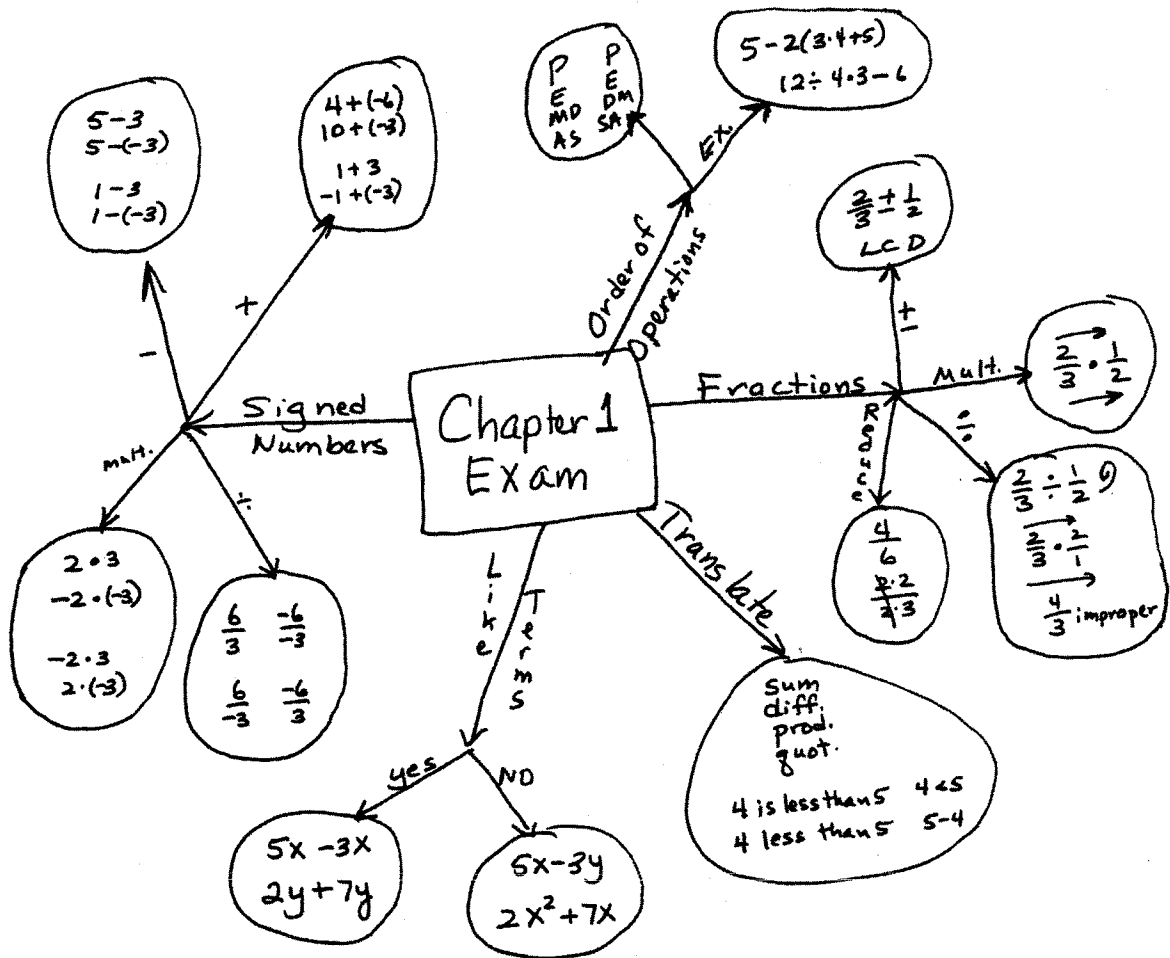 Chapter 1
Exam
Signed
Numbers
-
5-3
5-(-3)
1-3
1-(-3)
+
4+(-6)
10+(-3)
1+3
-1+(-3)
mult.
2•3
-2•(-3)
-2•3
2•(-3)
÷
6/3 -6/-3
6/-3 -6/3
Order of
Operations
P P
E E
MD DM
AS SA
Ex.
5-2(3•4+5)
12÷4•3-6
Fractions
±
2/3 ± 1/2
LCD
Mult.
2/3 • 1/2
÷
2/3 ÷ 1/2
2/3 • 2/1
4/3 improper
Reduce
4/6
2•2/2•3
Translate
sum
diff.
prod.
quot.
4 is less than 5 4<5
4 less than 5 5-4
Like Terms
yes
5x-3x
2y+7y
NO
5x-3y
2x²+7x